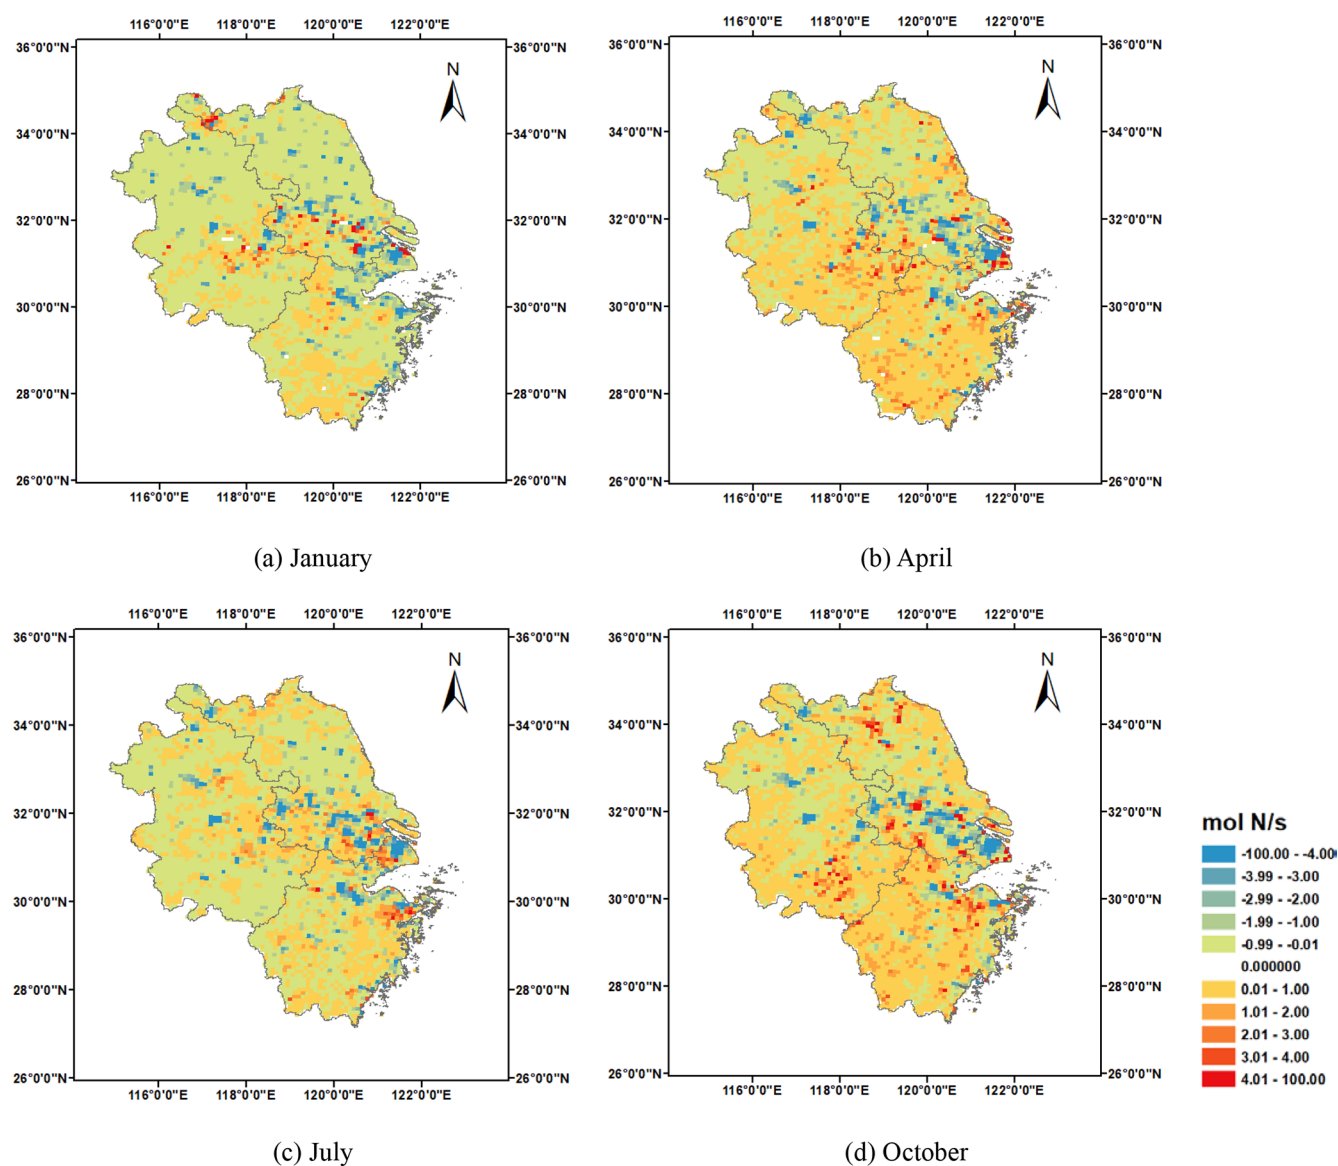 116°0'0"E 118°0'0"E 120°0'0"E 122°0'0"E
36°0'0"N 36°0'0"N
N
34°0'0"N 34°0'0"N
32°0'0"N 32°0'0"N
30°0'0"N 30°0'0"N
28°0'0"N 28°0'0"N
26°0'0"N 26°0'0"N
116°0'0"E 118°0'0"E 120°0'0"E 122°0'0"E
(a) January
116°0'0"E 118°0'0"E 120°0'0"E 122°0'0"E
36°0'0"N 36°0'0"N
N
34°0'0"N 34°0'0"N
32°0'0"N 32°0'0"N
30°0'0"N 30°0'0"N
28°0'0"N 28°0'0"N
26°0'0"N 26°0'0"N
116°0'0"E 118°0'0"E 120°0'0"E 122°0'0"E
(b) April
116°0'0"E 118°0'0"E 120°0'0"E 122°0'0"E
36°0'0"N 36°0'0"N
N
34°0'0"N 34°0'0"N
32°0'0"N 32°0'0"N
30°0'0"N 30°0'0"N
28°0'0"N 28°0'0"N
26°0'0"N 26°0'0"N
116°0'0"E 118°0'0"E 120°0'0"E 122°0'0"E
(c) July
116°0'0"E 118°0'0"E 120°0'0"E 122°0'0"E
36°0'0"N 36°0'0"N
N
34°0'0"N 34°0'0"N
32°0'0"N 32°0'0"N
30°0'0"N 30°0'0"N
28°0'0"N 28°0'0"N
26°0'0"N 26°0'0"N
116°0'0"E 118°0'0"E 120°0'0"E 122°0'0"E
(d) October
mol N/s
-100.00 - -4.00
-3.99 - -3.00
-2.99 - -2.00
-1.99 - -1.00
-0.99 - -0.01
0.000000
0.01 - 1.00
1.01 - 2.00
2.01 - 3.00
3.01 - 4.00
4.01 - 100.00